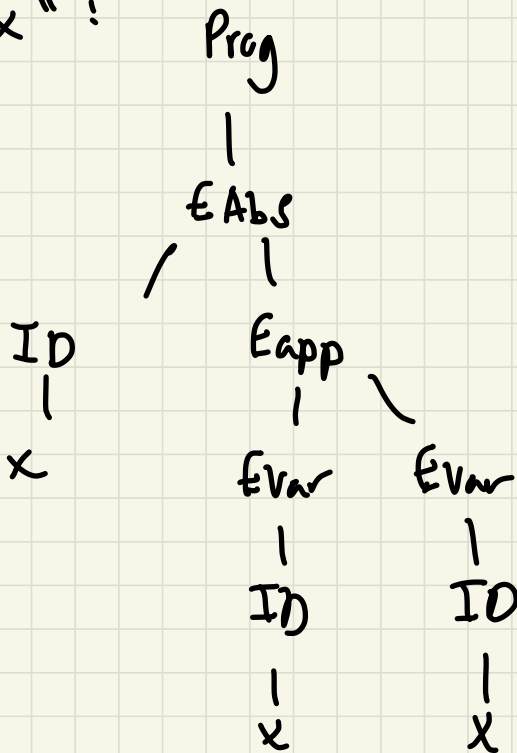 x "!
Prog
EAbs
ID Eapp
x EVar EVar
ID ID
x x